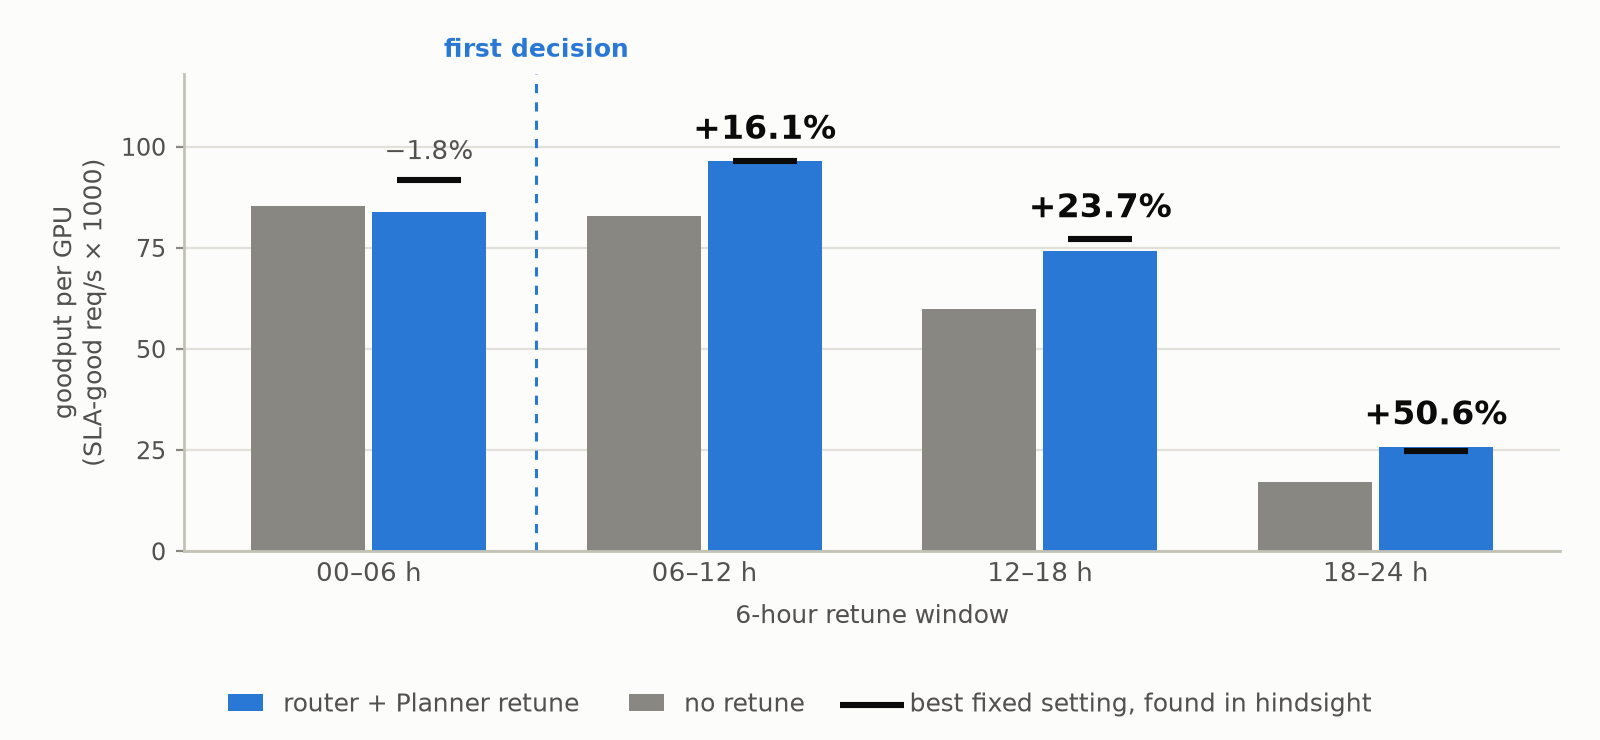 first decision
+16.1%
−1.8%
+23.7%
+50.6%
100
75
50
25
0
goodput per GPU
(SLA-good req/s × 1000)
00–06 h
06–12 h
12–18 h
18–24 h
6-hour retune window
router + Planner retune
no retune
best fixed setting, found in hindsight